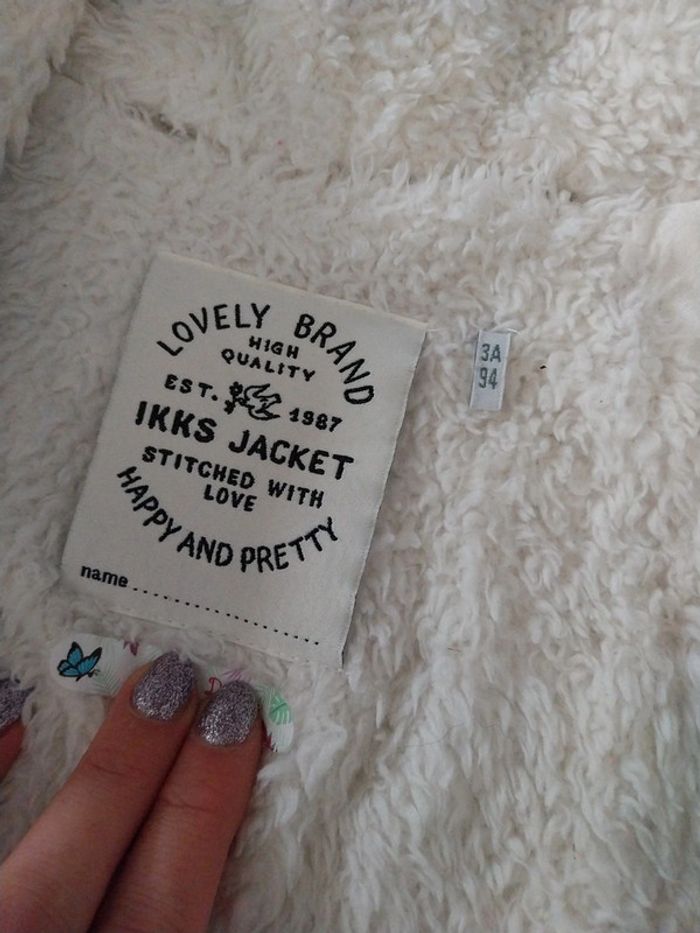 LOVELY BRAND
HIGH
QUALITY
EST. 1987
IKKS JACKET
STITCHED WITH
LOVE
HAPPY AND PRETTY
name
3A
94